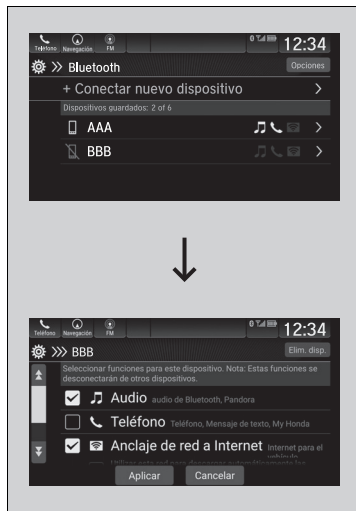 Teléfono Navegación FM 12:34
Bluetooth Opciones
+ Conectar nuevo dispositivo
Dispositivos guardados: 2 of 6
AAA
BBB
Teléfono Navegación FM 12:34
BBB Elim. disp.
Seleccionar funciones para este dispositivo. Nota: Estas funciones se
desconectarán de otros dispositivos.
Audio audio de Bluetooth, Pandora
Teléfono Teléfono, Mensaje de texto, My Honda
Anclaje de red a Internet Internet para el
vehículo
Aplicar Cancelar